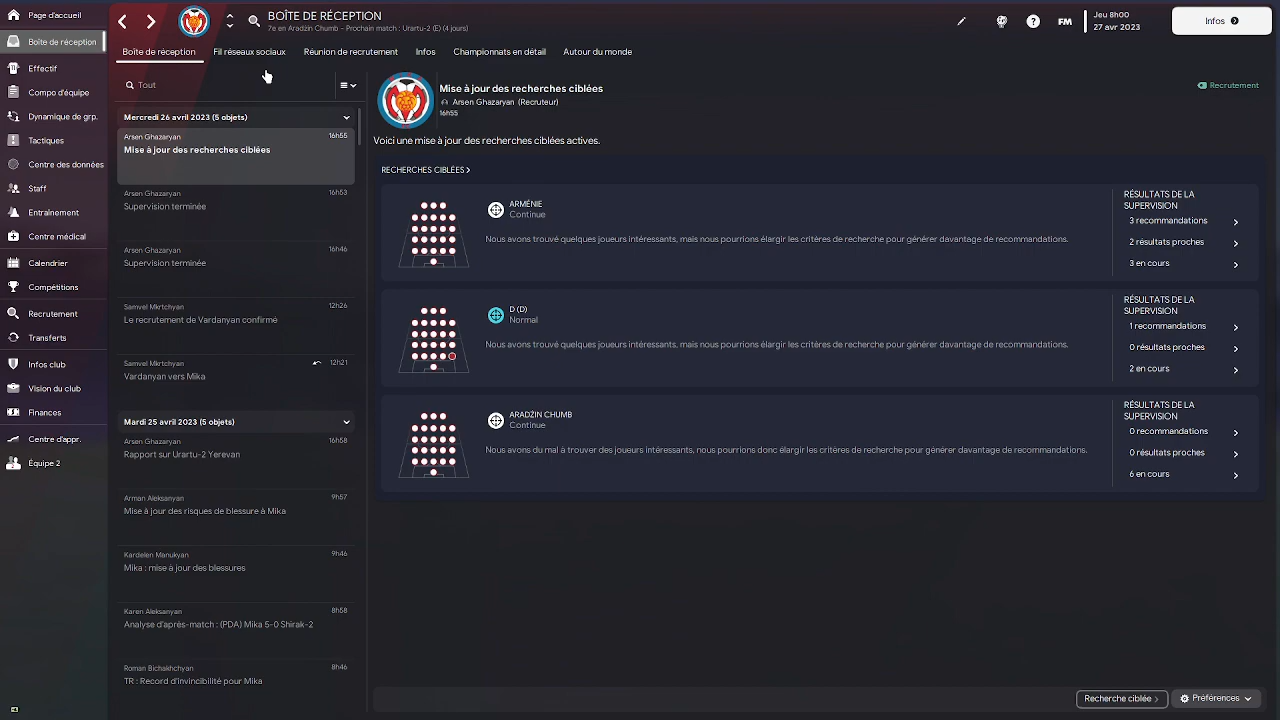 Page d'accueil
Boîte de réception
Effectif
Compo d'équipe
Dynamique de grp.
Tactiques
Centre des données
Staff
Entraînement
Centre médical
Calendrier
Compétitions
Recrutement
Transferts
Infos club
Vision du club
Finances
Centre d'appr.
Équipe 2
BOÎTE DE RÉCEPTION
7e en Aradžin Chumb – Prochain match : Urartu-2 (E) (4 jours)
FM
Jeu 8h00
27 avr 2023
Infos
Boîte de réception
Fil réseaux sociaux
Réunion de recrutement
Infos
Championnats en détail
Autour du monde
Tout
Mercredi 26 avril 2023 (5 objets)
Arsen Ghazaryan 16h55
Mise à jour des recherches ciblées
Arsen Ghazaryan 16h53
Supervision terminée
Arsen Ghazaryan 16h46
Supervision terminée
Samvel Mkrtchyan 12h26
Le recrutement de Vardanyan confirmé
Samvel Mkrtchyan 12h21
Vardanyan vers Mika
Mardi 25 avril 2023 (5 objets)
Arsen Ghazaryan 16h58
Rapport sur Urartu-2 Yerevan
Arman Aleksanyan 9h57
Mise à jour des risques de blessure à Mika
Kardelen Manukyan 9h46
Mika : mise à jour des blessures
Karen Aleksanyan 8h58
Analyse d'après-match : (PDA) Mika 5-0 Shirak-2
Roman Bichakhchyan 8h46
TR : Record d'invincibilité pour Mika
Mise à jour des recherches ciblées
Arsen Ghazaryan (Recruteur)
16h55
Recrutement
Voici une mise à jour des recherches ciblées actives.
RECHERCHES CIBLÉES
ARMÉNIE
Continue
Nous avons trouvé quelques joueurs intéressants, mais nous pourrions élargir les critères de recherche pour générer davantage de recommandations.
RÉSULTATS DE LA
SUPERVISION
3 recommandations
2 résultats proches
3 en cours
D (D)
Normal
Nous avons trouvé quelques joueurs intéressants, mais nous pourrions élargir les critères de recherche pour générer davantage de recommandations.
RÉSULTATS DE LA
SUPERVISION
1 recommandations
0 résultats proches
2 en cours
ARADŽIN CHUMB
Continue
Nous avons du mal à trouver des joueurs intéressants, nous pourrions donc élargir les critères de recherche pour générer davantage de recommandations.
RÉSULTATS DE LA
SUPERVISION
0 recommandations
0 résultats proches
6 en cours
Recherche ciblée
Préférences